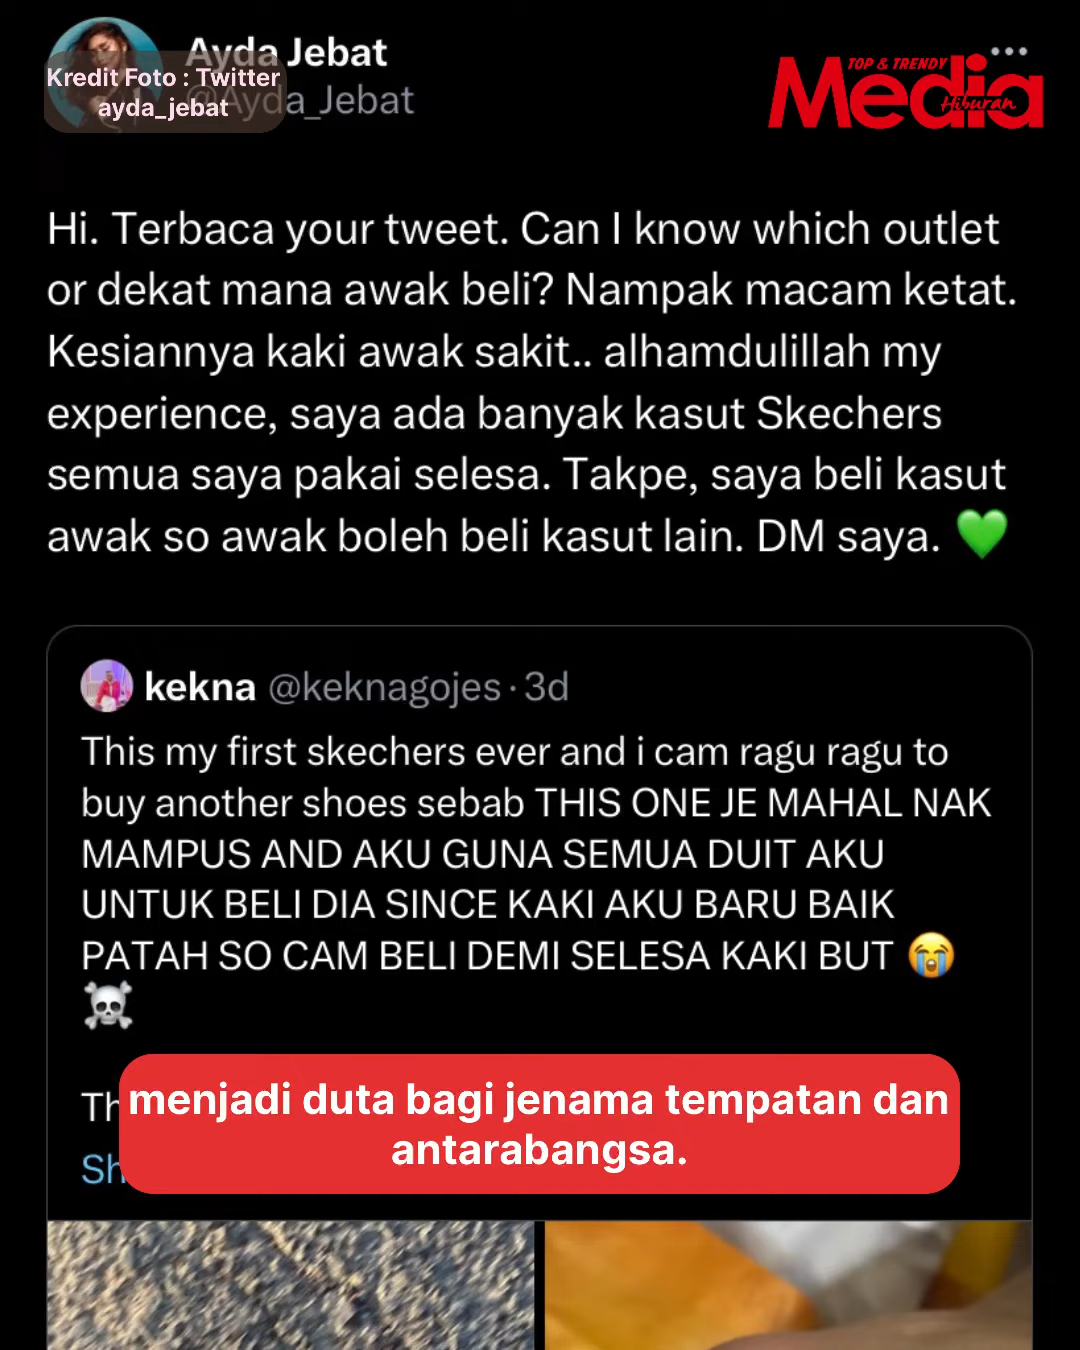 Ayda Jebat
@Ayda_Jebat
Kredit Foto : Twitter
ayda_jebat
TOP & TRENDY
Media
Hiburan
Hi. Terbaca your tweet. Can I know which outlet
or dekat mana awak beli? Nampak macam ketat.
Kesiannya kaki awak sakit.. alhamdulillah my
experience, saya ada banyak kasut Skechers
semua saya pakai selesa. Takpe, saya beli kasut
awak so awak boleh beli kasut lain. DM saya. 💚
kekna @keknagojes · 3d
This my first skechers ever and i cam ragu ragu to
buy another shoes sebab THIS ONE JE MAHAL NAK
MAMPUS AND AKU GUNA SEMUA DUIT AKU
UNTUK BELI DIA SINCE KAKI AKU BARU BAIK
PATAH SO CAM BELI DEMI SELESA KAKI BUT 😭
☠️
menjadi duta bagi jenama tempatan dan
antarabangsa.